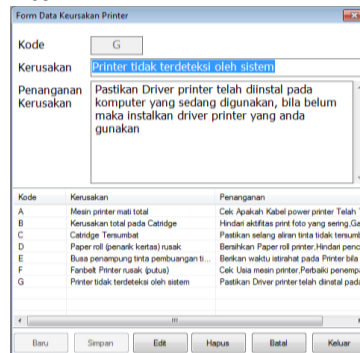 Form Data Keursakan Printer
Kode G
Kerusakan Printer tidak terdeteksi oleh sistem
Penanganan Kerusakan
Pastikan Driver printer telah diinstal pada
komputer yang sedang digunakan, bila belum
maka instalkan driver printer yang anda
gunakan
Kode Kerusakan Penanganan
A Mesin printer mati total Cek Apakah Kabel power printer Telah
B Kerusakan total pada Catridge Hindari aktifitas print foto yang sering,Ga
C Catridge Tersumbat Pastikan selang aliran tinta tidak tersumb
D Paper roll (penarik kertas) rusak Bersihkan Paper roll printer,Hindari penc
E Busa penampung tinta pembuangan ti... Berikan waktu istirahat pada Printer bila
F Fanbelt Printer rusak (putus) Cek Usia mesin printer,Perbaiki penempa
G Printer tidak terdeteksi oleh sistem Pastikan Driver printer telah dinstal pada
Baru Simpan Edit Hapus Batal Keluar